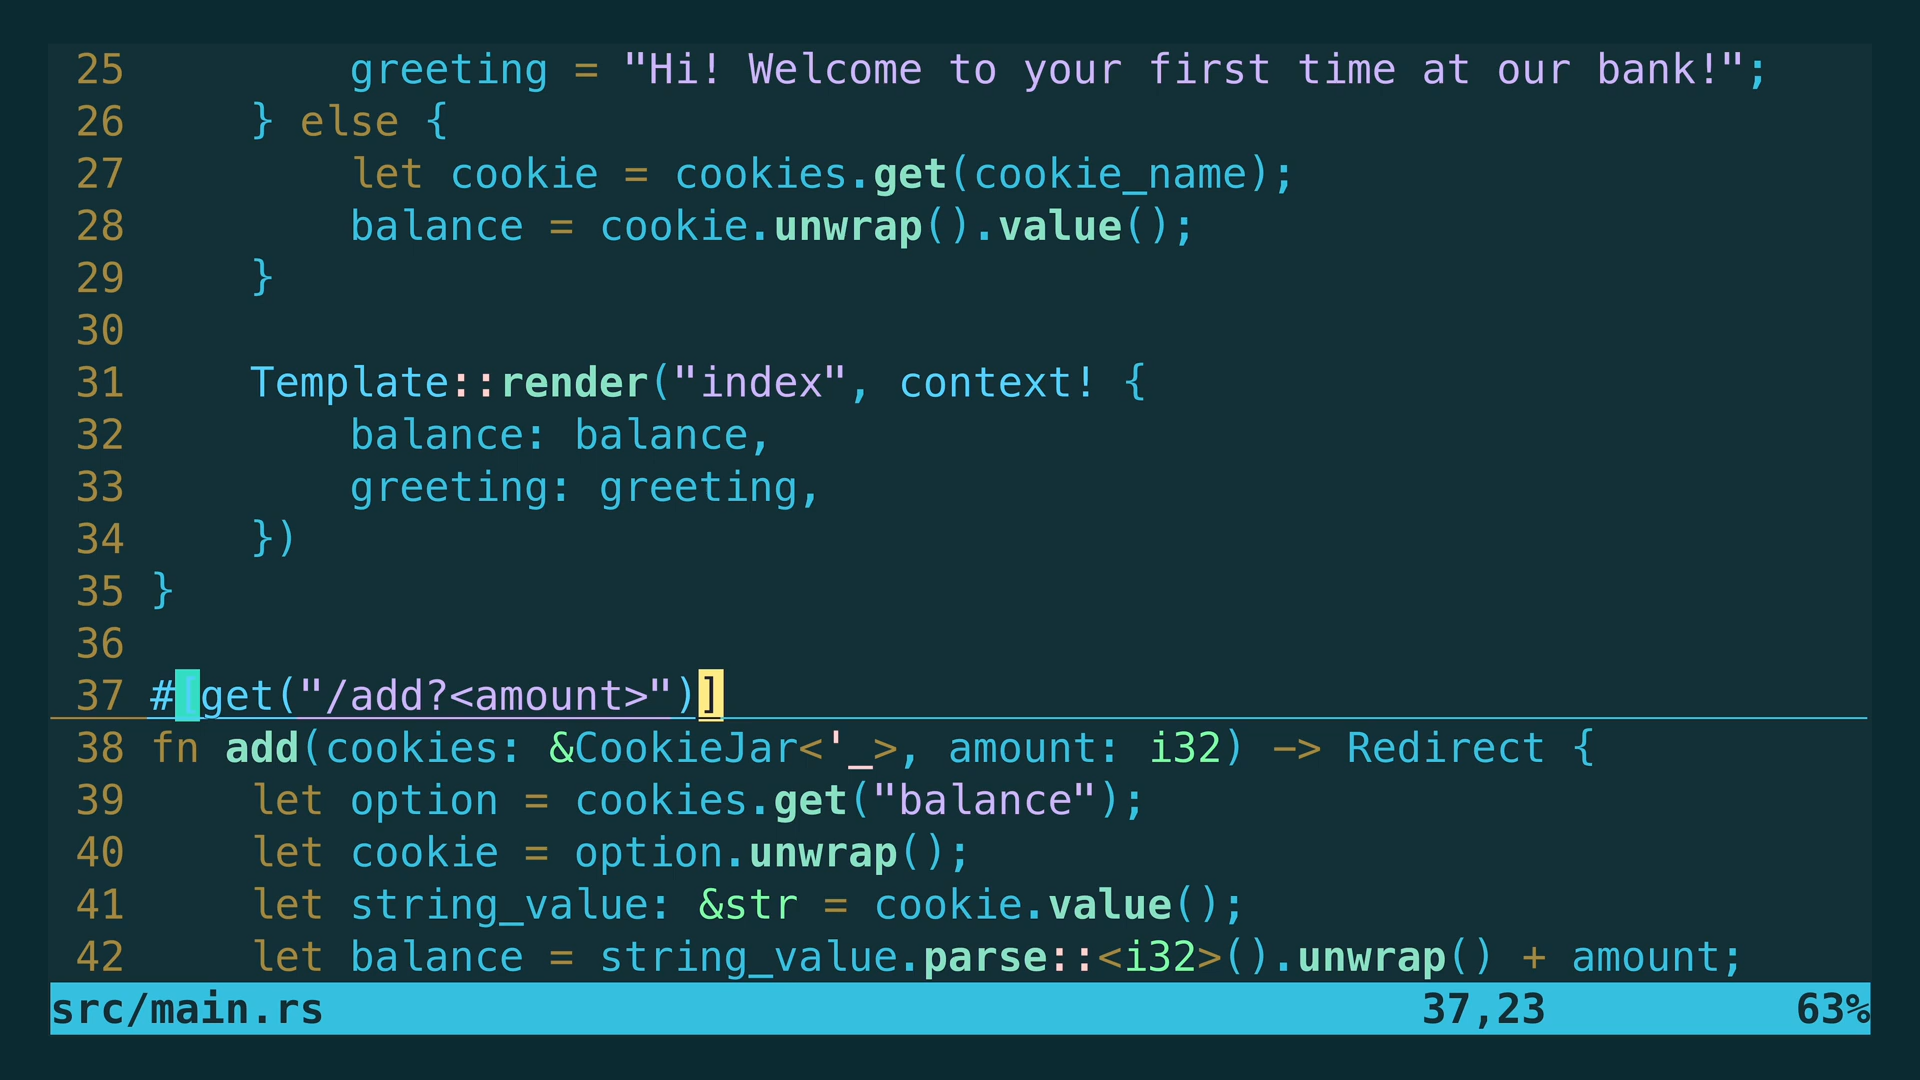 25         greeting = "Hi! Welcome to your first time at our bank!";
26     } else {
27         let cookie = cookies.get(cookie_name);
28         balance = cookie.unwrap().value();
29     }
30
31     Template::render("index", context! {
32         balance: balance,
33         greeting: greeting,
34     })
35 }
36
37 #[get("/add?<amount>")]
38 fn add(cookies: &CookieJar<'_>, amount: i32) -> Redirect {
39     let option = cookies.get("balance");
40     let cookie = option.unwrap();
41     let string_value: &str = cookie.value();
42     let balance = string_value.parse::<i32>().unwrap() + amount;
src/main.rs 37,23 63%